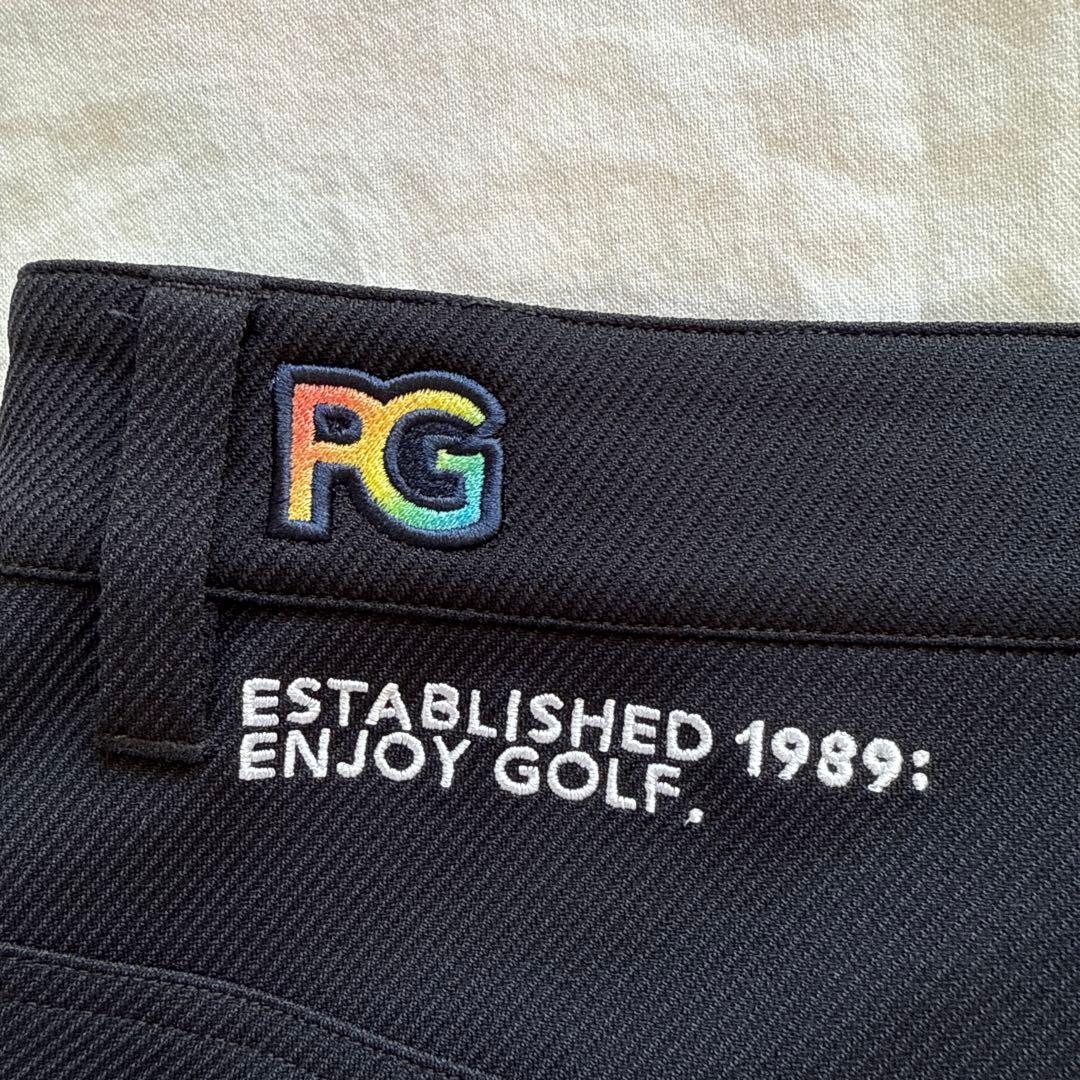 PG
ESTABLISHED 1989:
ENJOY GOLF.